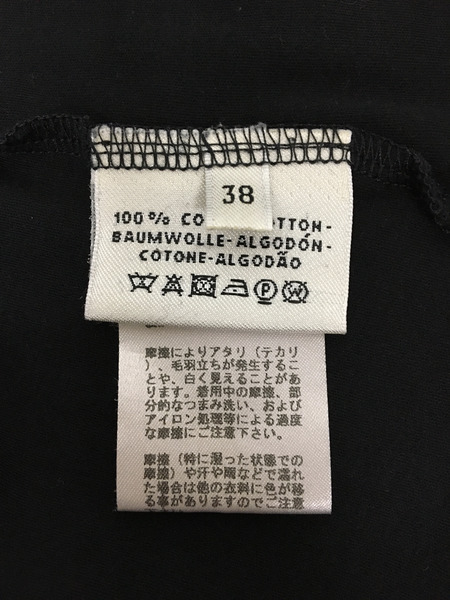 38
100% CO TTON-
BAUMWOLLE-ALGODÓN-
COTONE-ALGODÃO
P W
摩擦によりアタリ（テカリ
）、毛羽立ちが発生するこ
とや、白く見えることがあ
ります。着用中の摩擦、部
分的なつまみ洗い、および
アイロン処理等による過度
な摩擦にご注意下さい。
摩擦（特に湿った状態での
摩擦）や汗や雨などで濡れ
た場合は他の衣料に色が移
る事がありますのでご注意